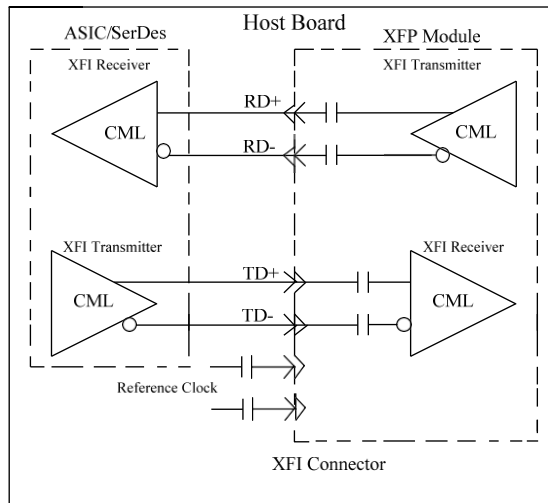 Host Board
ASIC/SerDes
XFP Module
XFI Receiver
XFI Transmitter
RD+
CML
CML
RD-
XFI Transmitter
XFI Receiver
TD+
CML
CML
TD-
Reference Clock
XFI Connector